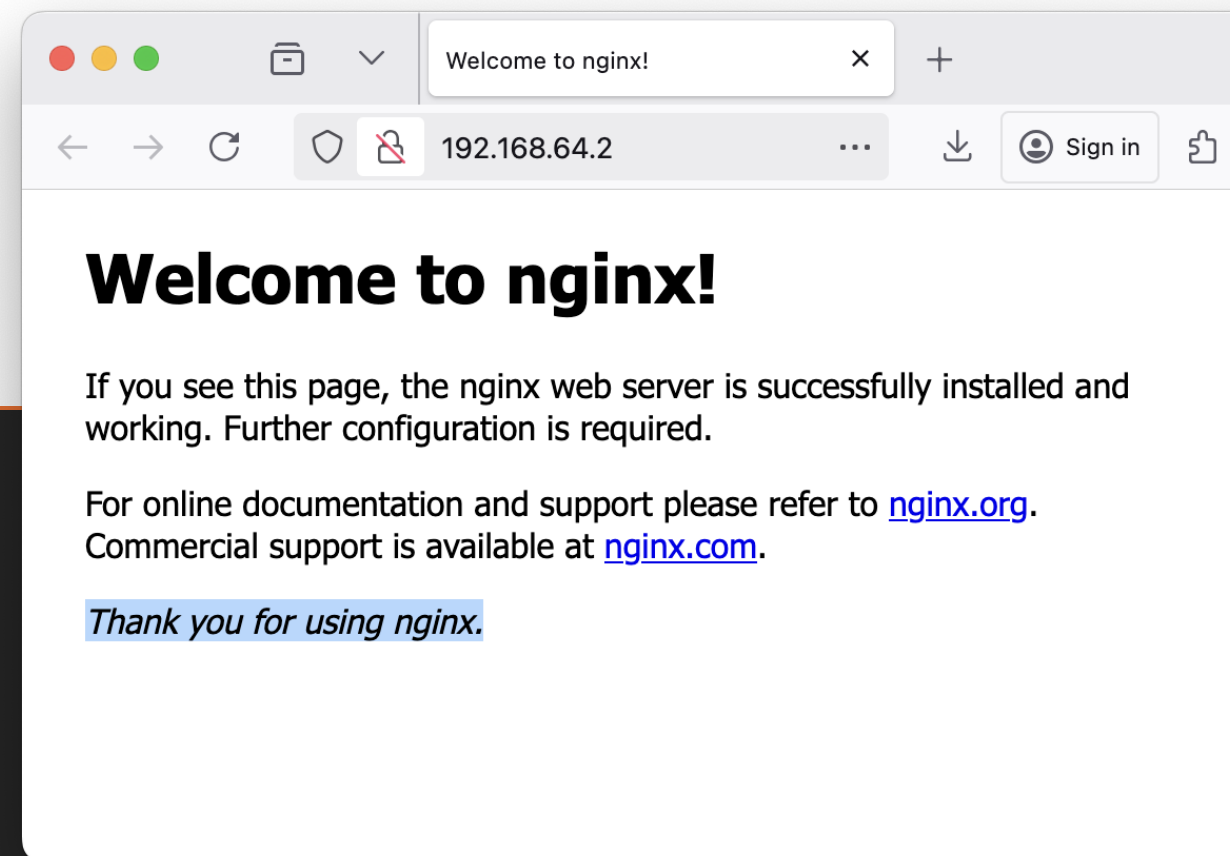 Welcome to nginx!
192.168.64.2
Sign in
Welcome to nginx!
If you see this page, the nginx web server is successfully installed and
working. Further configuration is required.
For online documentation and support please refer to nginx.org.
Commercial support is available at nginx.com.
Thank you for using nginx.